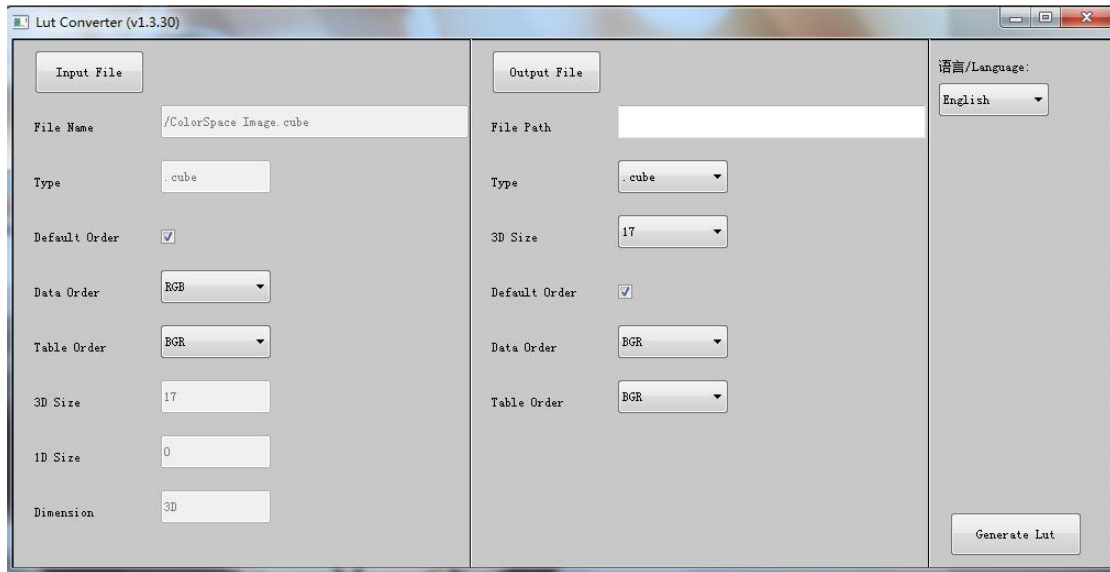 Lut Converter (v1.3.30)
Input File
File Name
/ColorSpace Image.cube
Type
.cube
Default Order
Data Order
RGB
Table Order
BGR
3D Size
17
1D Size
0
Dimension
3D
Output File
File Path
Type
.cube
3D Size
17
Default Order
Data Order
BGR
Table Order
BGR
语言/Language:
English
Generate Lut